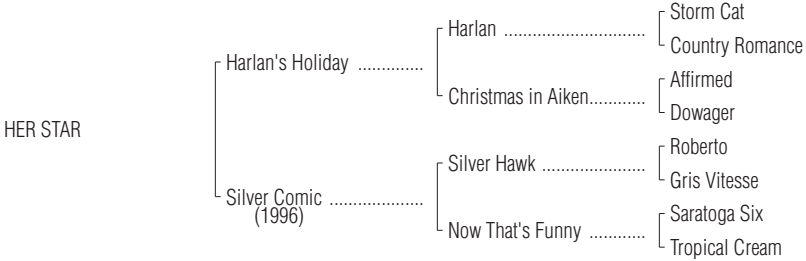 Storm Cat
Harlan ..............................
Country Romance
Harlan's Holiday ..............
Affirmed
Christmas in Aiken............
Dowager
HER STAR
Roberto
Silver Hawk ......................
Gris Vitesse
Silver Comic ....................
(1996)
Saratoga Six
Now That's Funny ............
Tropical Cream